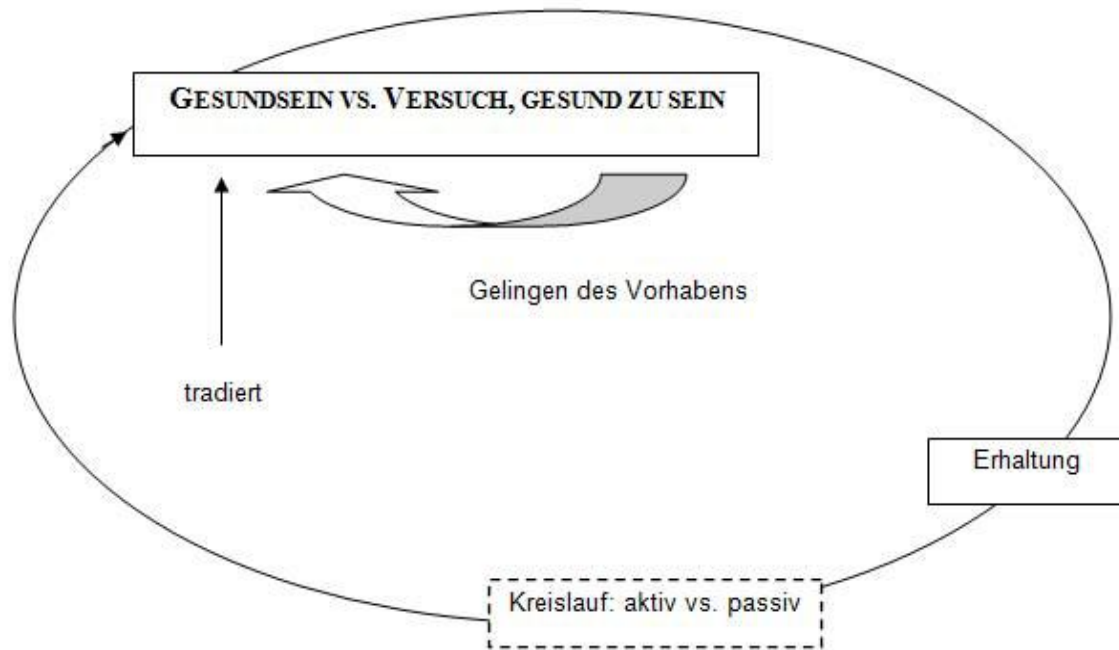 GESUNDSEIN VS. VERSUCH, GESUND ZU SEIN
Gelingen des Vorhabens
tradiert
Erhaltung
Kreislauf: aktiv vs. passiv